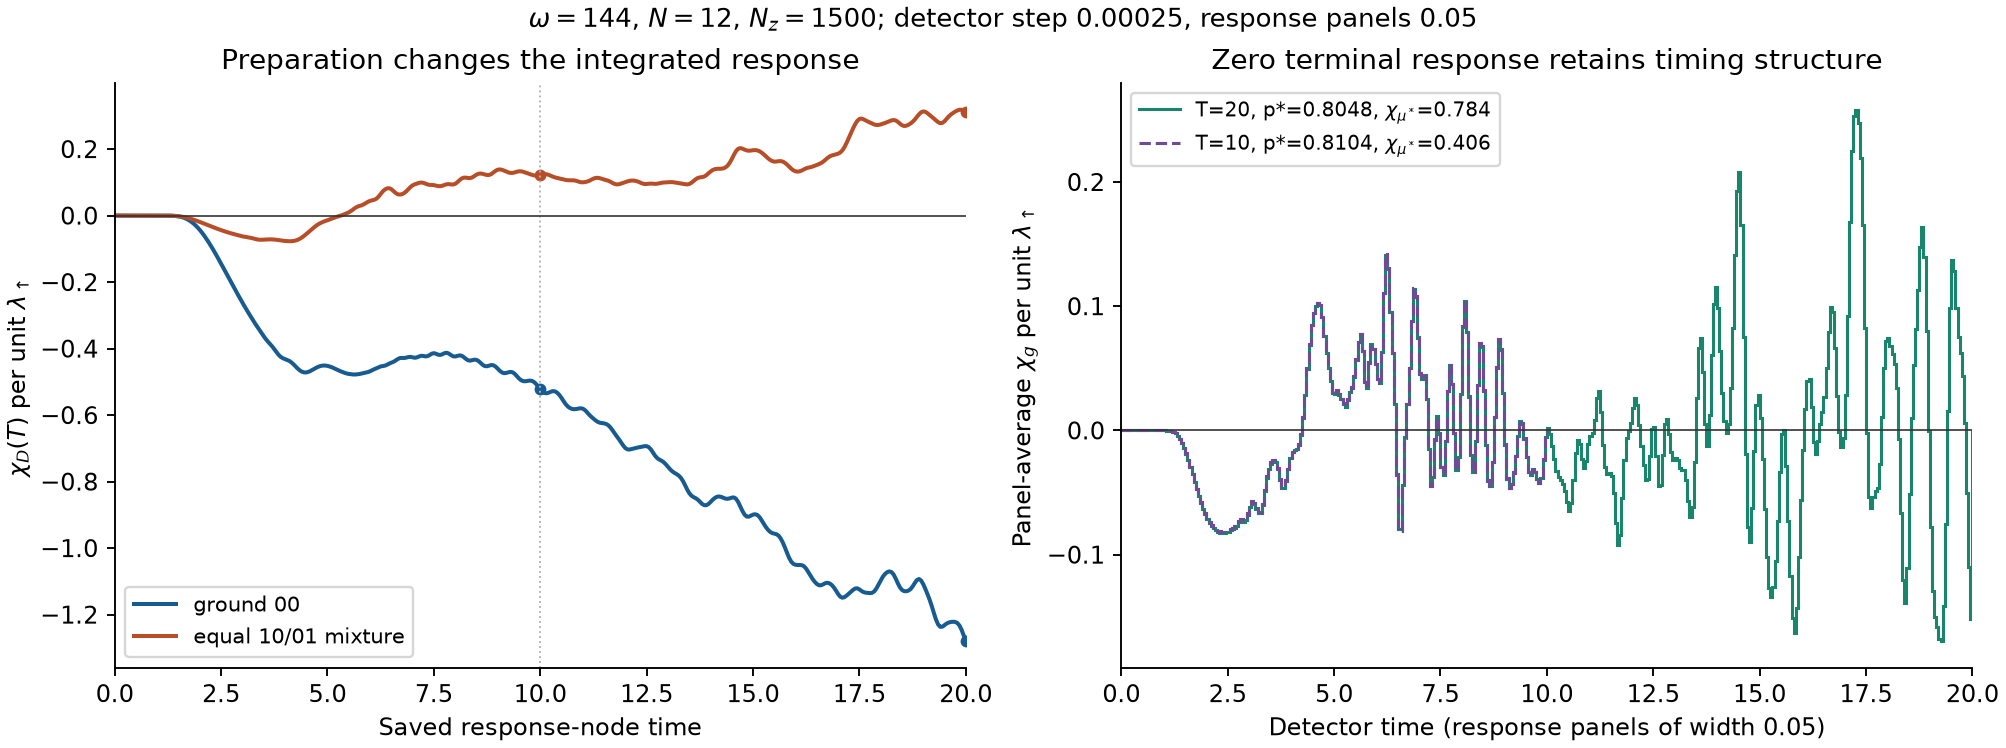 ω = 144, N = 12, N_z = 1500; detector step 0.00025, response panels 0.05
Preparation changes the integrated response
χ_D(T) per unit λ_↑
0.2
0.0
−0.2
−0.4
−0.6
−0.8
−1.0
−1.2
ground 00
equal 10/01 mixture
0.0 2.5 5.0 7.5 10.0 12.5 15.0 17.5 20.0
Saved response-node time
Zero terminal response retains timing structure
Panel-average χ_g per unit λ_↑
T=20, p*=0.8048, χ_μ*=0.784
T=10, p*=0.8104, χ_μ*=0.406
0.2
0.1
0.0
−0.1
0.0 2.5 5.0 7.5 10.0 12.5 15.0 17.5 20.0
Detector time (response panels of width 0.05)